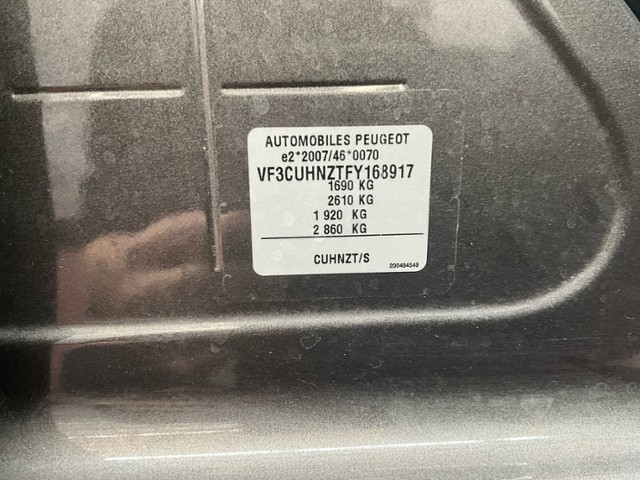 AUTOMOBILES PEUGEOT
e2*2007/46*0070
VF3CUHNZTFY168917
1690 KG
2610 KG
1 920 KG
2 860 KG
CUHNZT/S
200484549